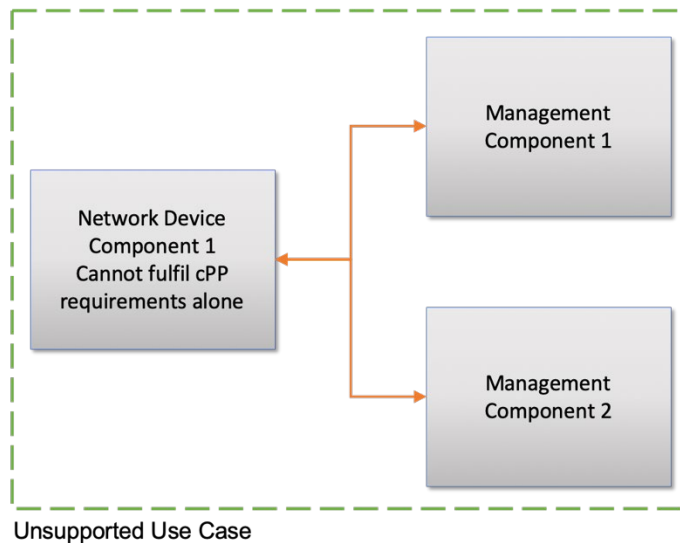 Management
Component 1
Network Device
Component 1
Cannot fulfil cPP
requirements alone
Management
Component 2
Unsupported Use Case